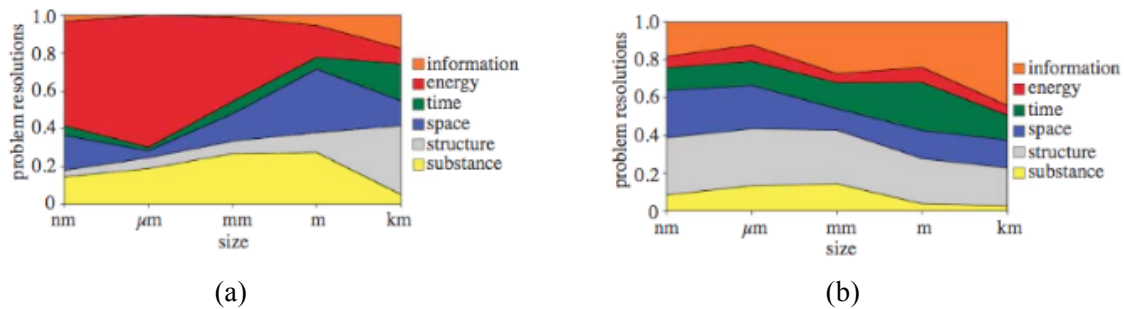 problem resolutions
1.0
0.8
0.6
0.4
0.2
0
nm
μm
mm
m
km
size
information
energy
time
space
structure
substance
(a)
problem resolutions
1.0
0.8
0.6
0.4
0.2
0
nm
μm
mm
m
km
size
information
energy
time
space
structure
substance
(b)